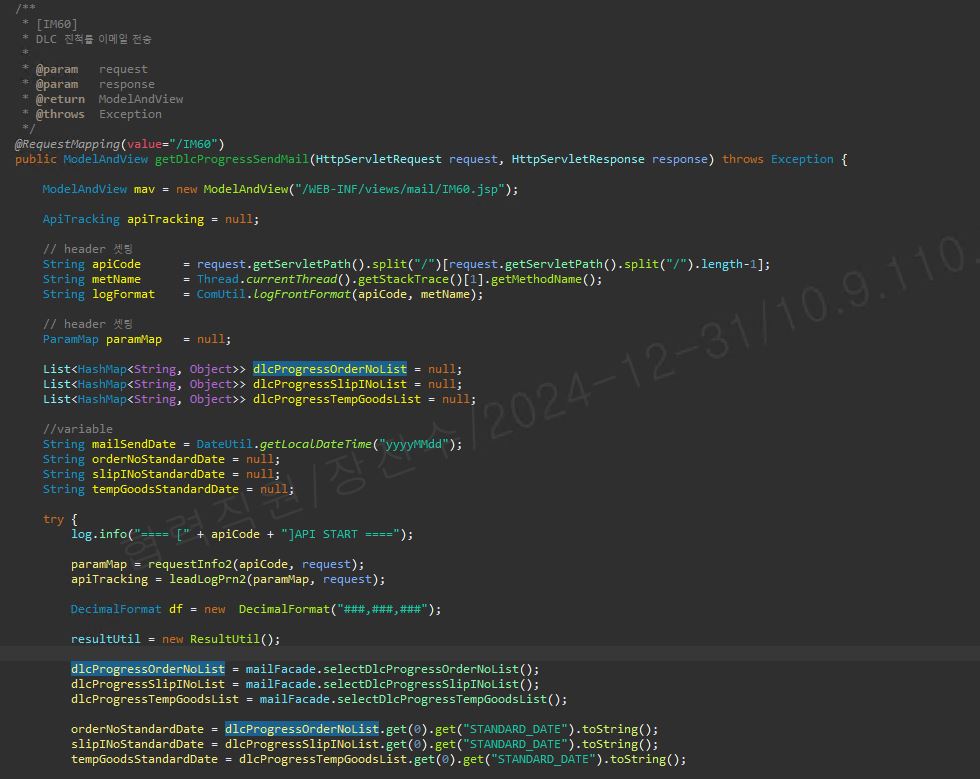 /**
 * [IM60]
 * DLC 진척률 이메일 전송
 *
 * @param   request
 * @param   response
 * @return  ModelAndView
 * @throws  Exception
 */
@RequestMapping(value="/IM60")
public ModelAndView getDlcProgressSendMail(HttpServletRequest request, HttpServletResponse response) throws Exception {
    ModelAndView mav = new ModelAndView("/WEB-INF/views/mail/IM60.jsp");
    ApiTracking apiTracking = null;
    // header 셋팅
    String apiCode      = request.getServletPath().split("/")[request.getServletPath().split("/").length-1];
    String metName      = Thread.currentThread().getStackTrace()[1].getMethodName();
    String logFormat    = ComUtil.logFrontFormat(apiCode, metName);
    // header 셋팅
    ParamMap paramMap   = null;
    List<HashMap<String, Object>> dlcProgressOrderNoList = null;
    List<HashMap<String, Object>> dlcProgressSlipINoList = null;
    List<HashMap<String, Object>> dlcProgressTempGoodsList = null;
    //variable
    String mailSendDate = DateUtil.getLocalDateTime("yyyyMMdd");
    String orderNoStandardDate = null;
    String slipINoStandardDate = null;
    String tempGoodsStandardDate = null;
    try {
        log.info("==== [" + apiCode + "]API START ====");
        paramMap = requestInfo2(apiCode, request);
        apiTracking = leadLogPrn2(paramMap, request);
        DecimalFormat df = new  DecimalFormat("###,###,###");
        resultUtil = new ResultUtil();
        dlcProgressOrderNoList = mailFacade.selectDlcProgressOrderNoList();
        dlcProgressSlipINoList = mailFacade.selectDlcProgressSlipINoList();
        dlcProgressTempGoodsList = mailFacade.selectDlcProgressTempGoodsList();
        orderNoStandardDate = dlcProgressOrderNoList.get(0).get("STANDARD_DATE").toString();
        slipINoStandardDate = dlcProgressSlipINoList.get(0).get("STANDARD_DATE").toString();
        tempGoodsStandardDate = dlcProgressTempGoodsList.get(0).get("STANDARD_DATE").toString();
협력직원/장진수/2024-12-31/10.9.110.